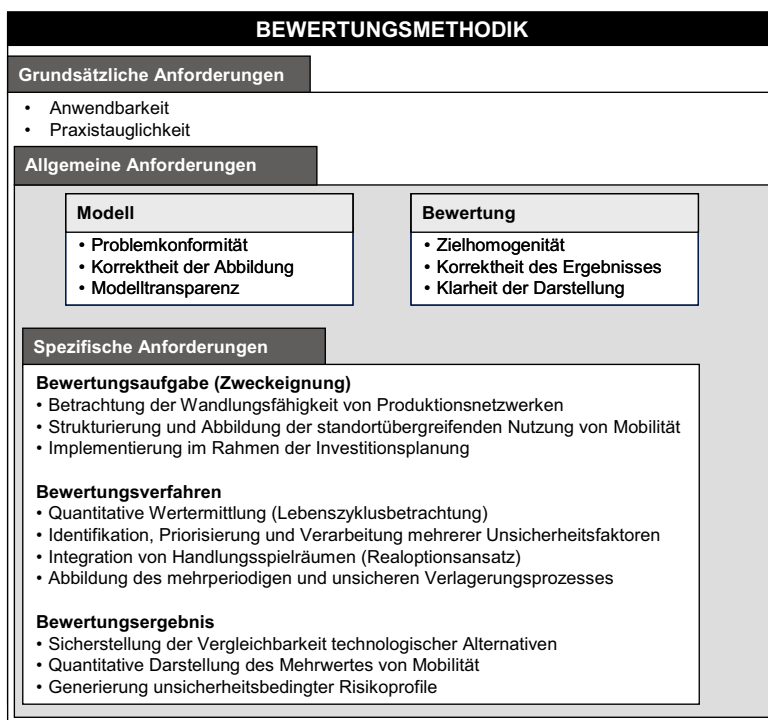 BEWERTUNGSMETHODIK
Grundsätzliche Anforderungen
• Anwendbarkeit
• Praxistauglichkeit
Allgemeine Anforderungen
Modell
• Problemkonformität
• Korrektheit der Abbildung
• Modelltransparenz
Bewertung
• Zielhomogenität
• Korrektheit des Ergebnisses
• Klarheit der Darstellung
Spezifische Anforderungen
Bewertungsaufgabe (Zweckeignung)
• Betrachtung der Wandlungsfähigkeit von Produktionsnetzwerken
• Strukturierung und Abbildung der standortübergreifenden Nutzung von Mobilität
• Implementierung im Rahmen der Investitionsplanung
Bewertungsverfahren
• Quantitative Wertermittlung (Lebenszyklusbetrachtung)
• Identifikation, Priorisierung und Verarbeitung mehrerer Unsicherheitsfaktoren
• Integration von Handlungsspielräumen (Realoptionsansatz)
• Abbildung des mehrperiodigen und unsicheren Verlagerungsprozesses
Bewertungsergebnis
• Sicherstellung der Vergleichbarkeit technologischer Alternativen
• Quantitative Darstellung des Mehrwertes von Mobilität
• Generierung unsicherheitsbedingter Risikoprofile